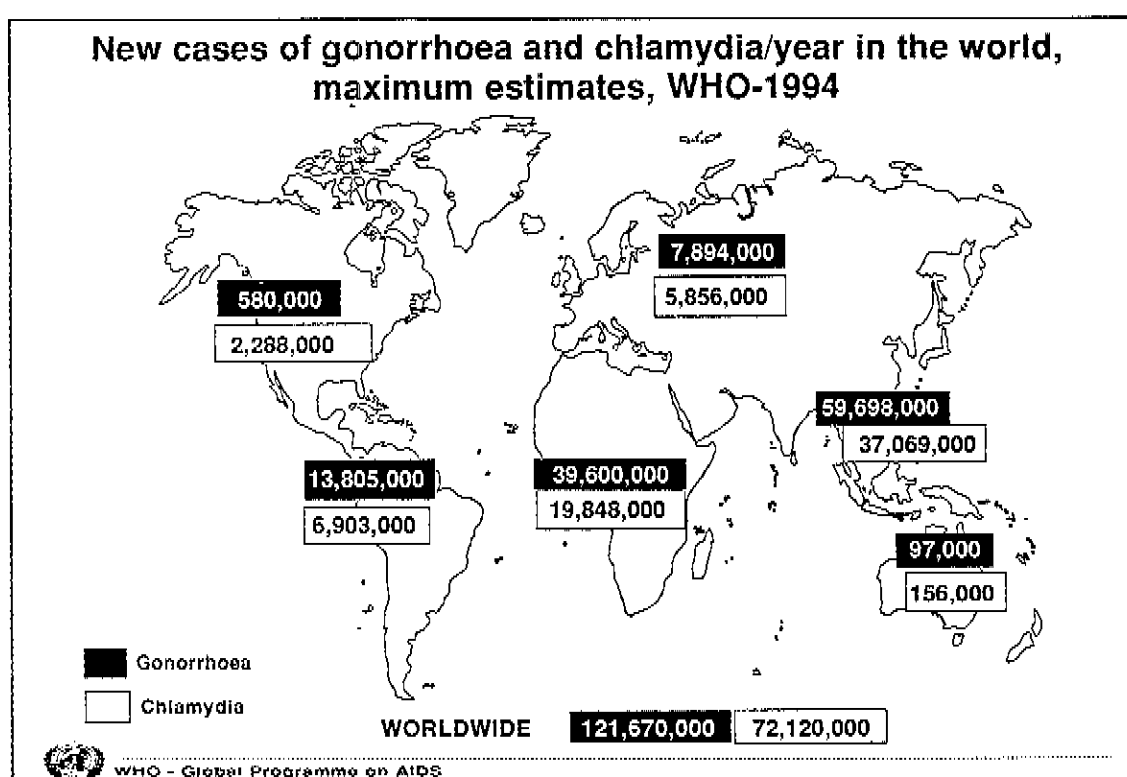 New cases of gonorrhoea and chlamydia/year in the world,
maximum estimates, WHO-1994
7,894,000
5,856,000
580,000
2,288,000
59,698,000
37,069,000
13,805,000
6,903,000
39,600,000
19,848,000
97,000
156,000
Gonorrhoea
Chlamydia
WORLDWIDE 121,670,000 72,120,000
WHO - Global Programme on AIDS